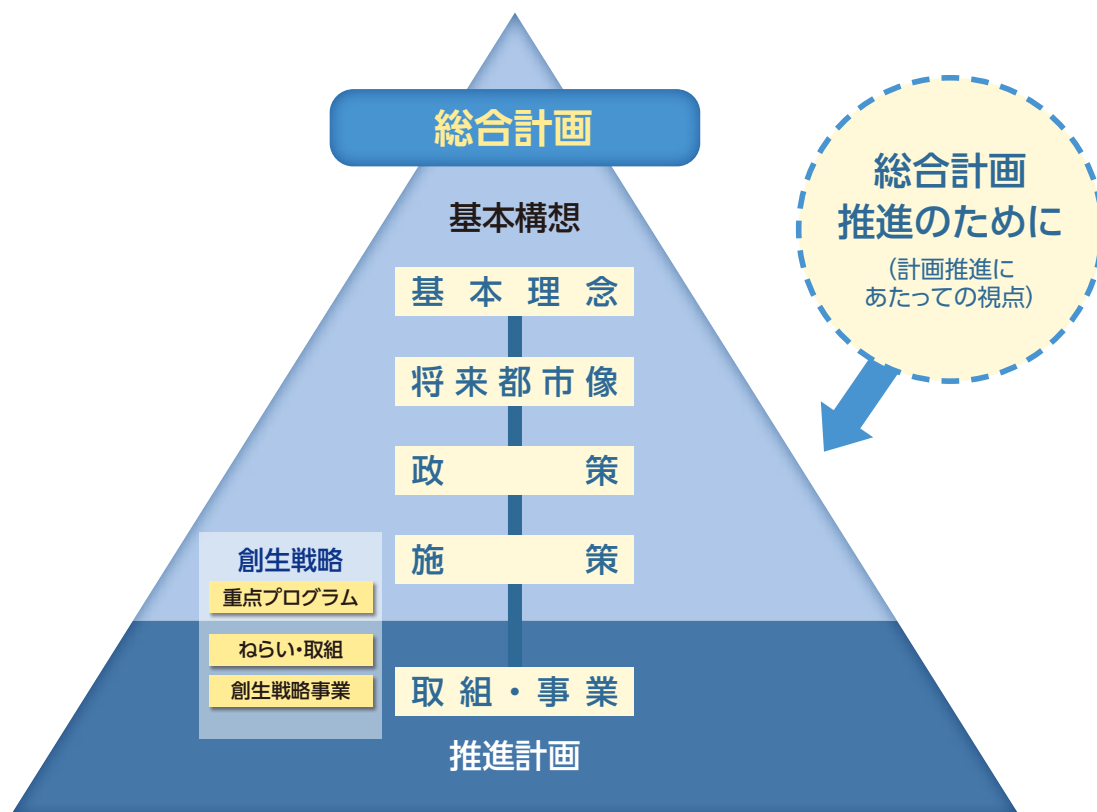 総合計画
基本構想
基本理念
将来都市像
政策
施策
創生戦略
重点プログラム
ねらい・取組
創生戦略事業
取組・事業
推進計画
総合計画
推進のために
(計画推進に
あたっての視点)